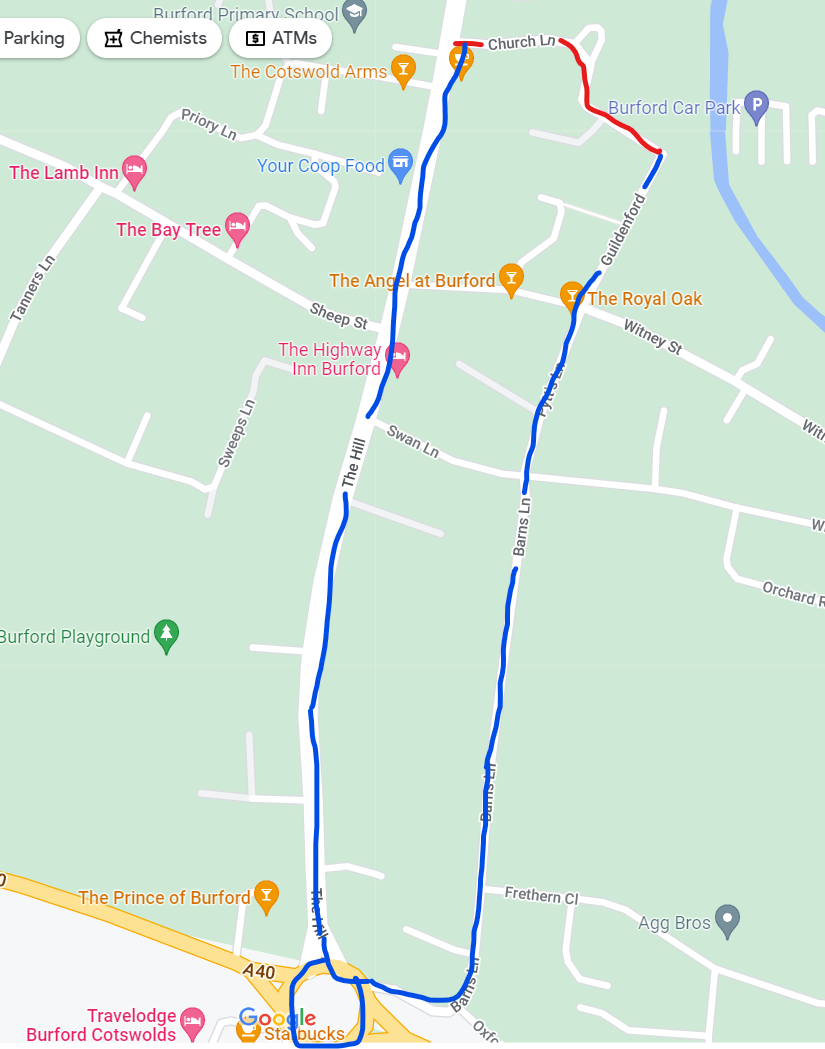 Burford Primary School
Parking
Chemists
ATMs
Church Ln
The Cotswold Arms
Burford Car Park
P
Priory Ln
Your Coop Food
The Lamb Inn
The Bay Tree
Guildenford
Tanners Ln
The Angel at Burford
The Royal Oak
Sheep St
Witney St
The Highway
Inn Burford
Pytt's Ln
Sweeps Ln
Swan Ln
The Hill
Barns Ln
Orchard R
Burford Playground
Barns Ln
The Prince of Burford
The Hill
Frethern Cl
Agg Bros
A40
Barns Ln
Travelodge
Burford Cotswolds
Google
Starbucks